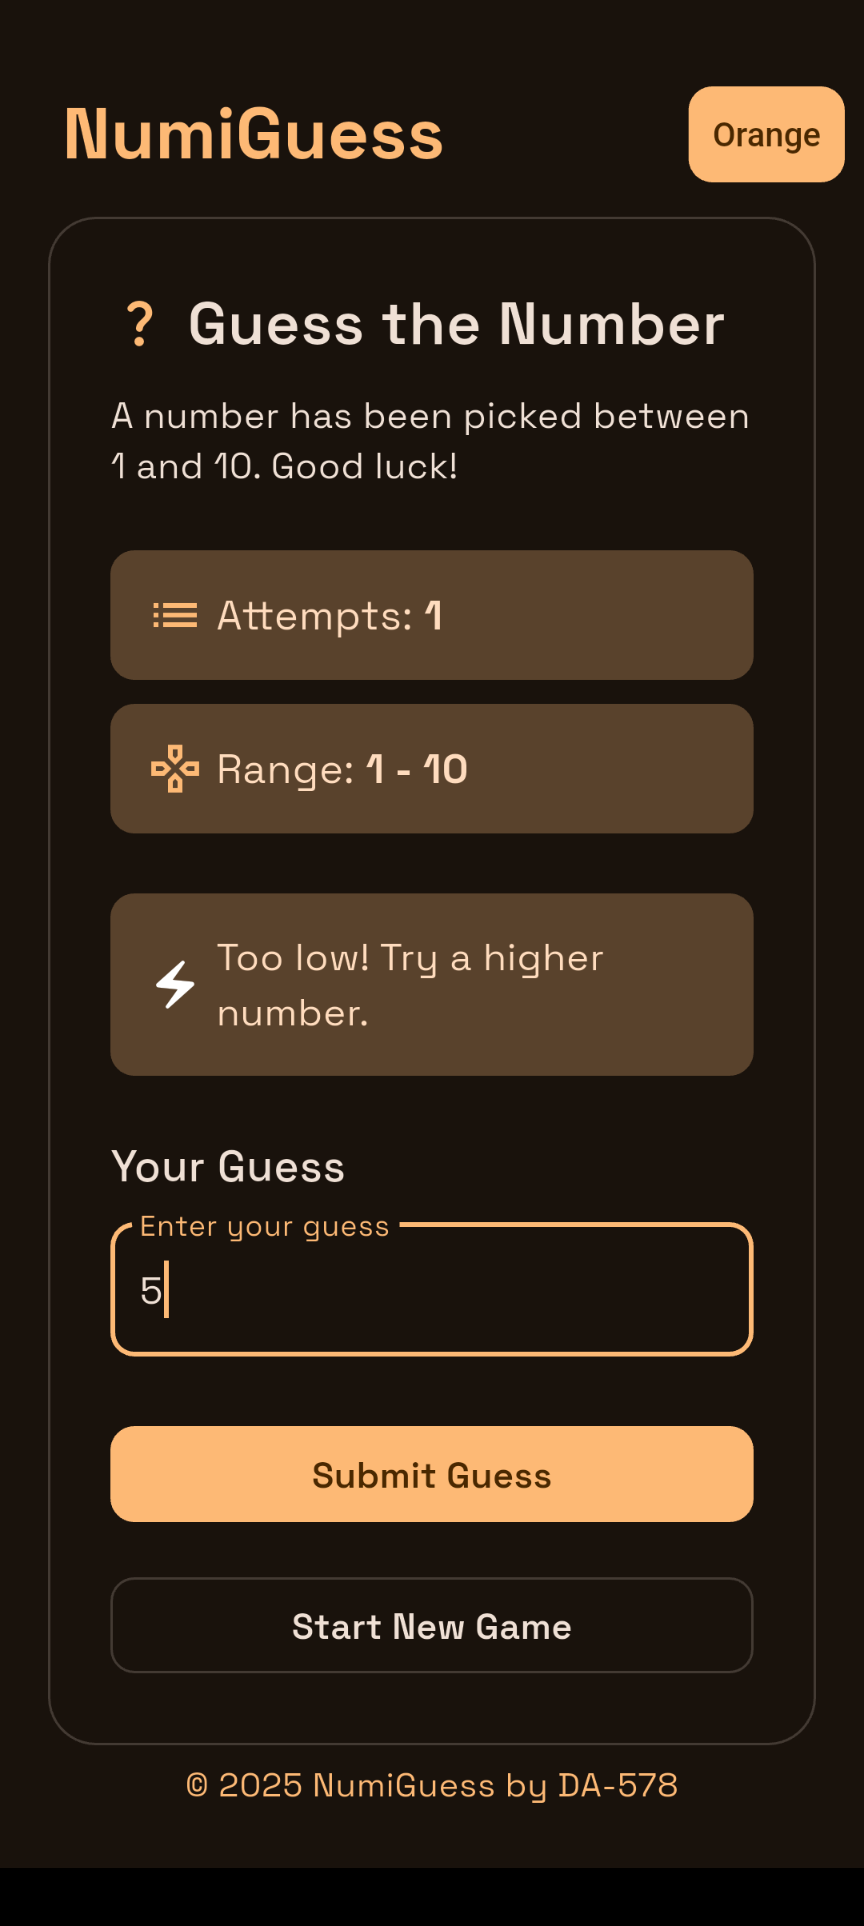 NumiGuess
Orange
? Guess the Number
A number has been picked between
1 and 10. Good luck!
Attempts: 1
Range: 1 - 10
Too low! Try a higher
number.
Your Guess
Enter your guess
5
Submit Guess
Start New Game
© 2025 NumiGuess by DA-578